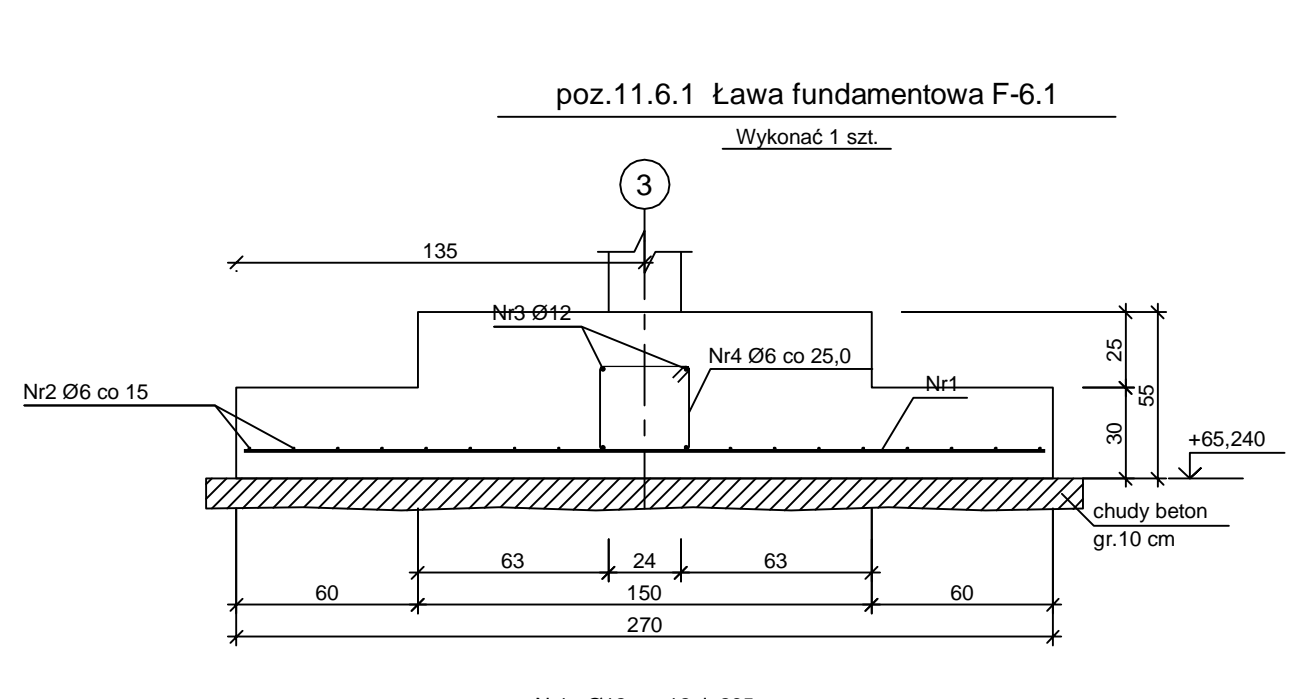 poz.11.6.1 Ława fundamentowa F-6.1
Wykonać 1 szt.
3
135
Nr3 Ø12
Nr4 Ø6 co 25,0
Nr1
Nr2 Ø6 co 15
25
55
30
+65,240
chudy beton
gr.10 cm
63
24
63
60
150
60
270